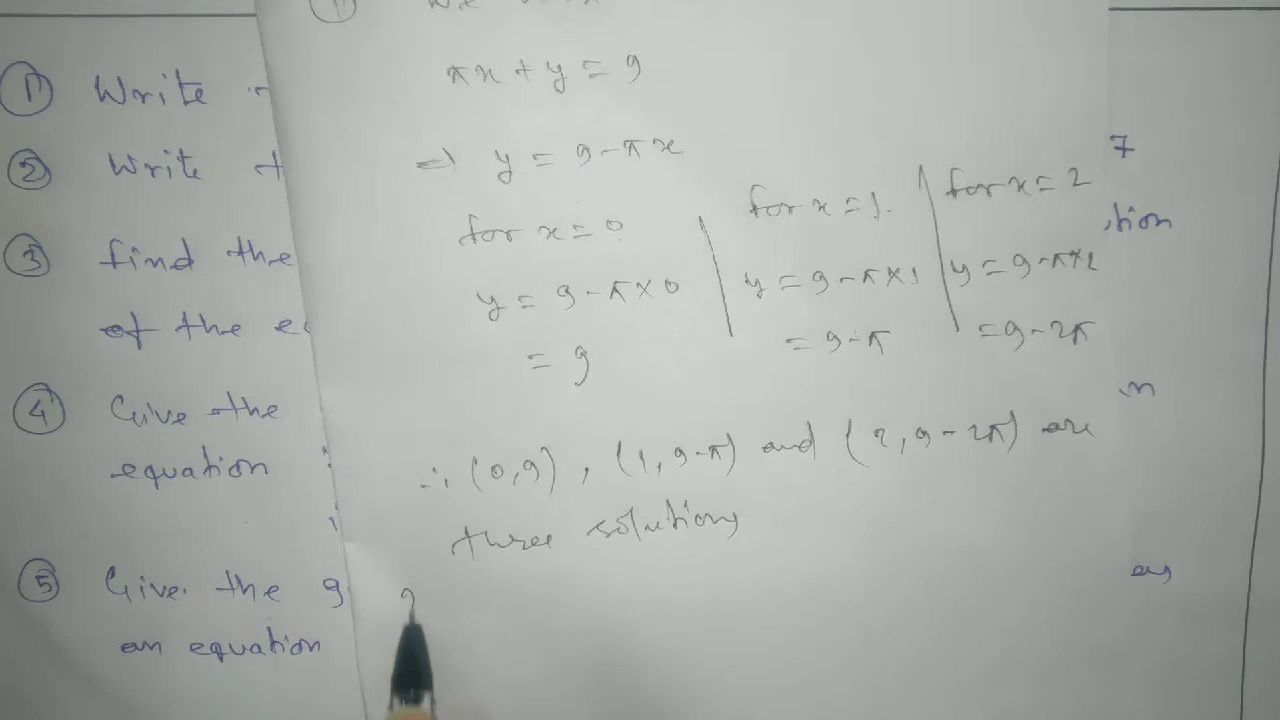 ① Write
② Write
③ find the
of the
④ Give the
equation
⑤ Give the
an equation
7
πx + y = 9
⇒ y = 9 - πx
for x = 0
y = 9 - π×0
= 9
for x = 1.
y = 9 - π×1
= 9 - π
for x = 2
y = 9 - π×2
= 9 - 2π
∴ (0,9), (1, 9-π) and (2, 9-2π) are
three solutions